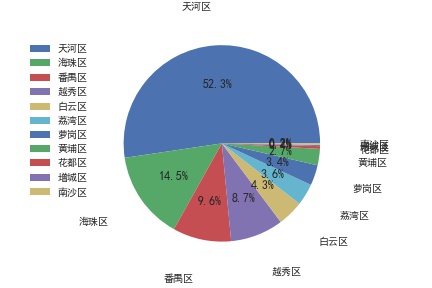 天河区
天河区
海珠区
番禺区
越秀区
白云区
荔湾区
萝岗区
黄埔区
花都区
增城区
南沙区
52.3%
14.5%
9.6%
8.7%
4.3%
3.6%
3.4%
2.7%
海珠区
番禺区
越秀区
白云区
荔湾区
萝岗区
黄埔区